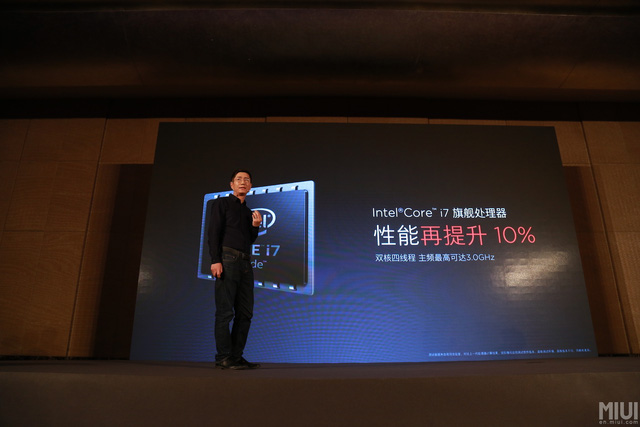 Intel®Core™ i7 旗舰处理器
性能再提升 10%
双核四线程 主频最高可达3.0GHz
i7
MIUI
en.miui.com